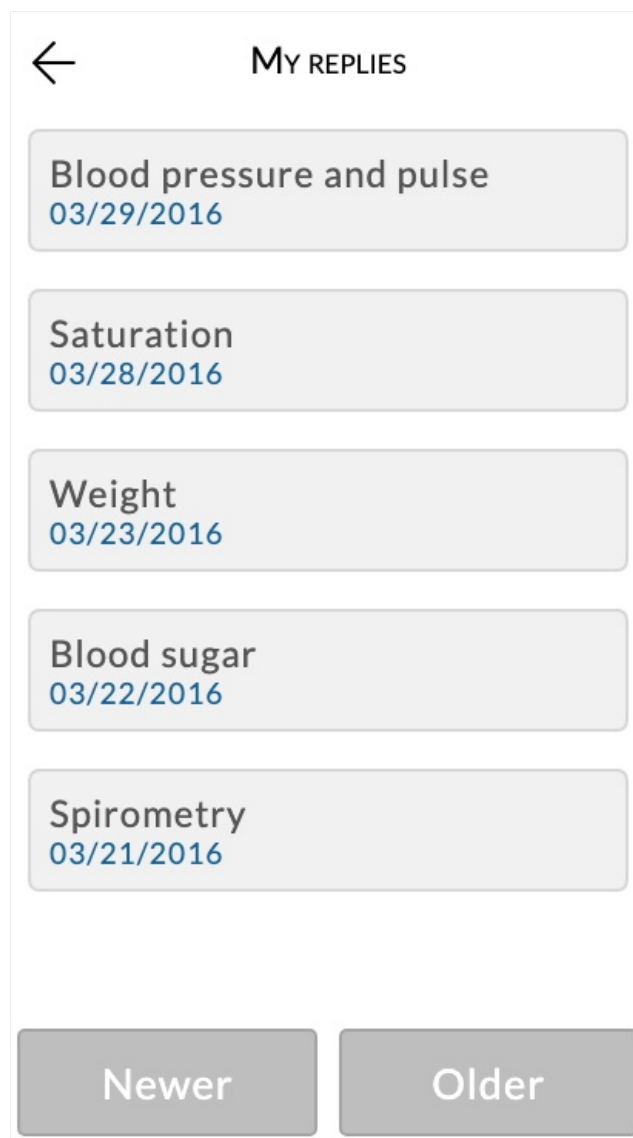 My replies
Blood pressure and pulse
03/29/2016
Saturation
03/28/2016
Weight
03/23/2016
Blood sugar
03/22/2016
Spirometry
03/21/2016
Newer Older